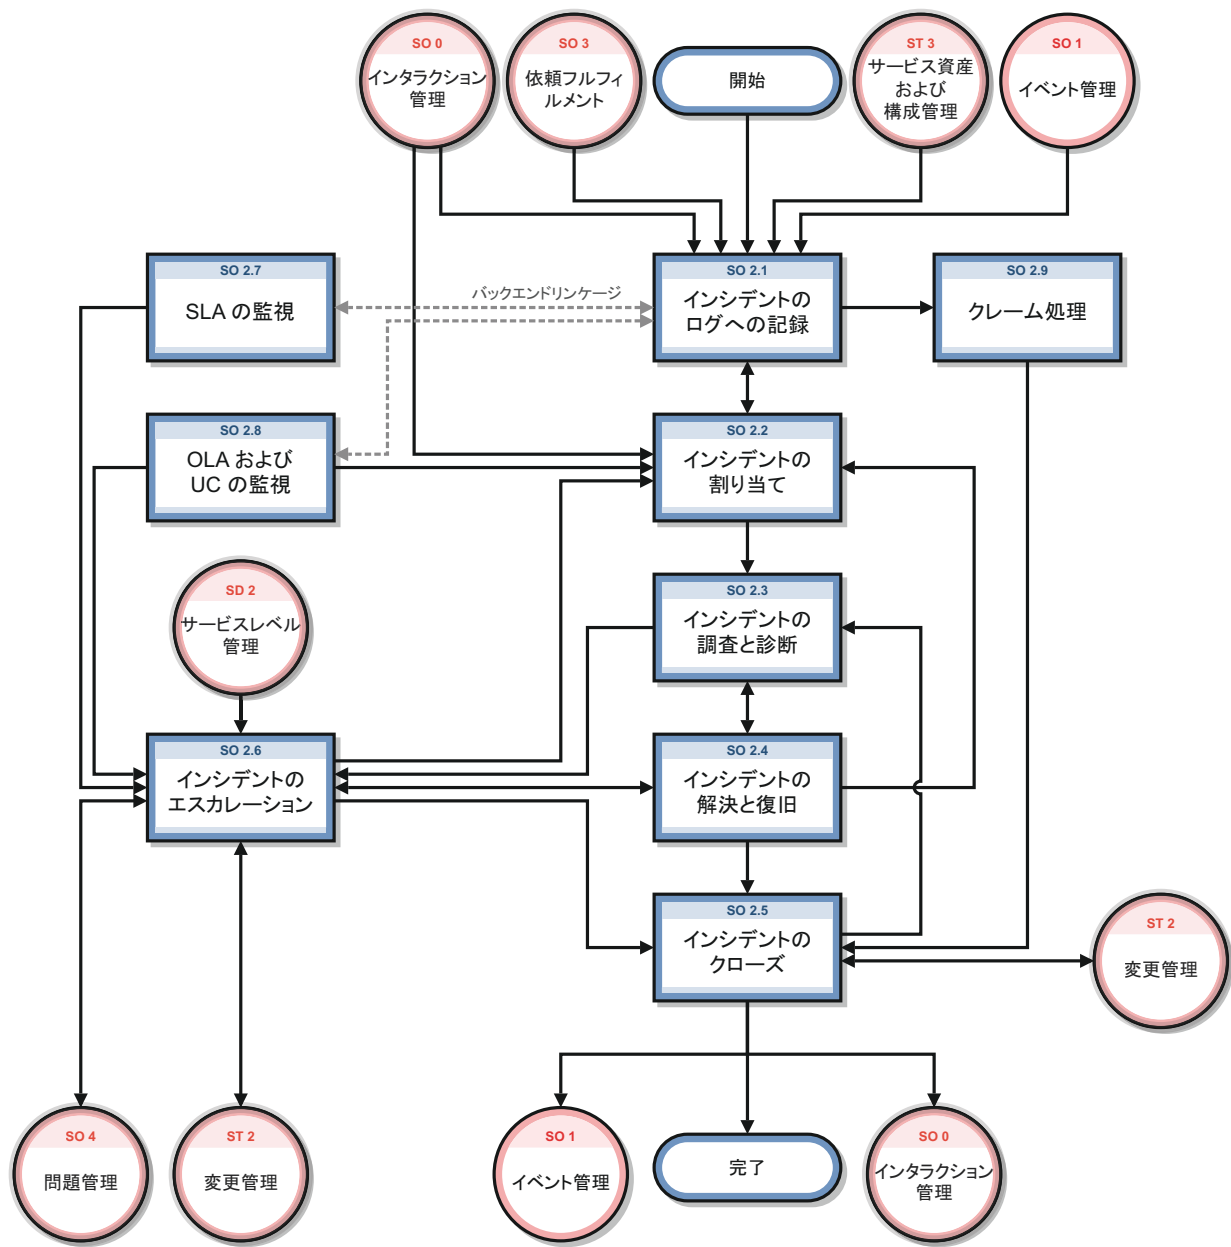 SO 0
インタラクション
管理
SO 3
依頼フルフィ
ルメント
開始
ST 3
サービス資産
および
構成管理
SO 1
イベント管理
SO 2.7
SLA の監視
バックエンドリンケージ
SO 2.1
インシデントの
ログへの記録
SO 2.9
クレーム処理
SO 2.8
OLA および
UC の監視
SO 2.2
インシデントの
割り当て
SD 2
サービスレベル
管理
SO 2.3
インシデントの
調査と診断
SO 2.6
インシデントの
エスカレーション
SO 2.4
インシデントの
解決と復旧
SO 2.5
インシデントの
クローズ
ST 2
変更管理
SO 4
問題管理
ST 2
変更管理
SO 1
イベント管理
完了
SO 0
インタラクション
管理